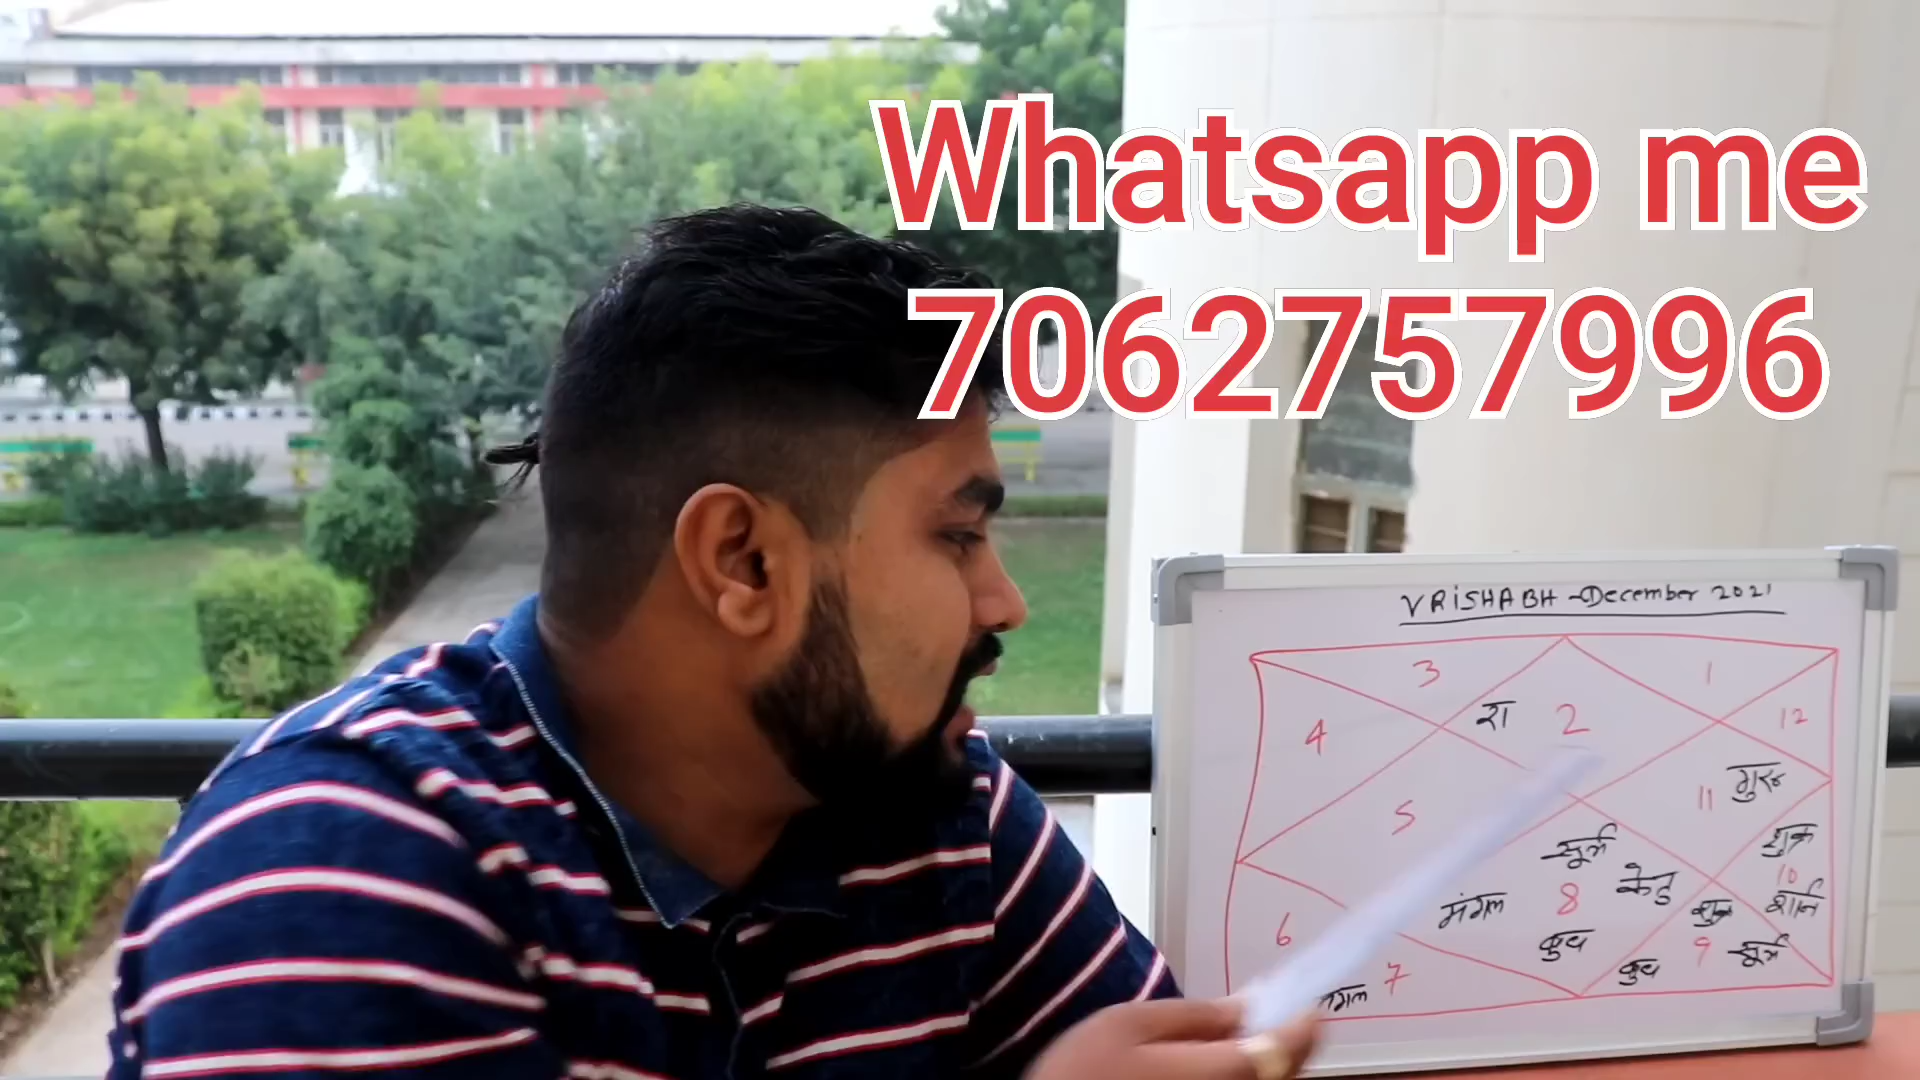 Whatsapp me
7062757996
VRISHABH - December 2021
3
1
रा 2
12
4
11 गुरु
5
शुक्र
सूर्य
10
केतु
8
मंगल
शनि
शुक्र
6
बुध
9 सूर्य
बुध
7